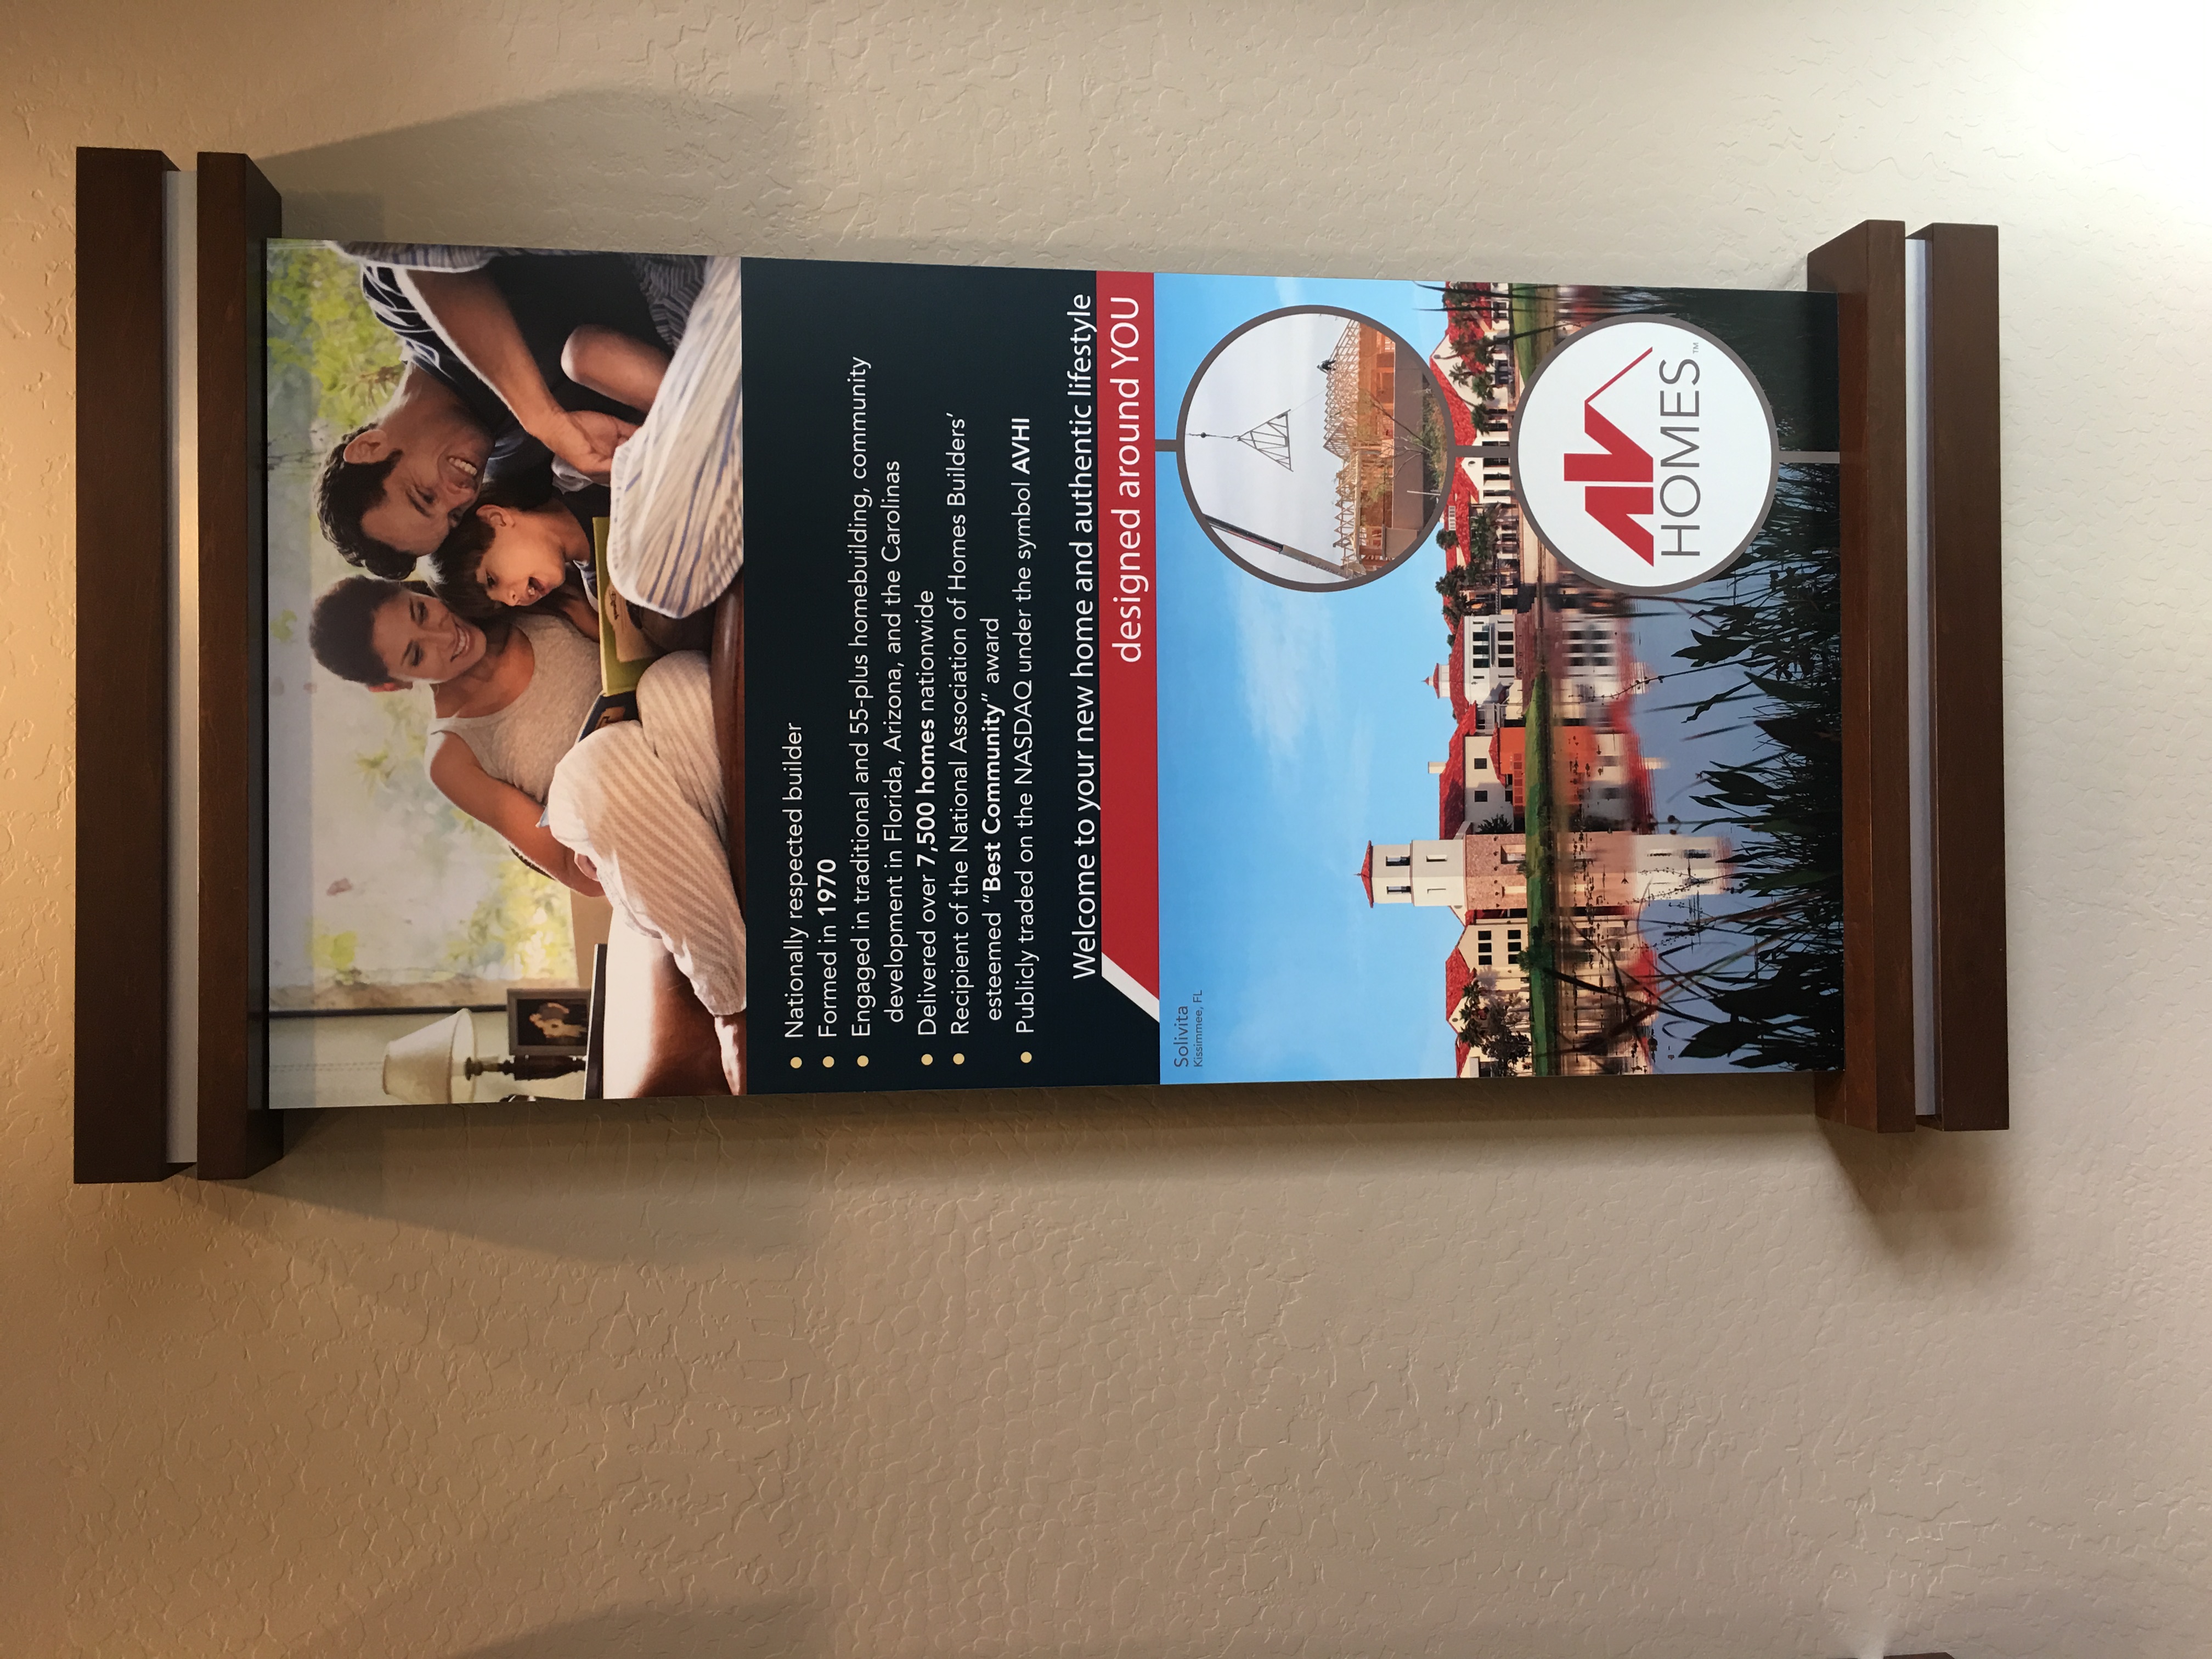 • Nationally respected builder
• Formed in 1970
• Engaged in traditional and 55-plus homebuilding, community
development in Florida, Arizona, and the Carolinas
• Delivered over 7,500 homes nationwide
• Recipient of the National Association of Homes Builders'
esteemed “Best Community” award
• Publicly traded on the NASDAQ under the symbol AVHI
Welcome to your new home and authentic lifestyle
designed around YOU
Solivita
Kissimmee, FL
AV
HOMES™